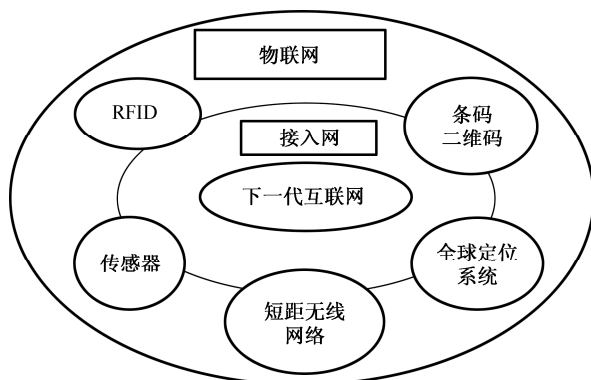 物联网
RFID
条码
二维码
接入网
下一代互联网
传感器
全球定位
系统
短距无线
网络